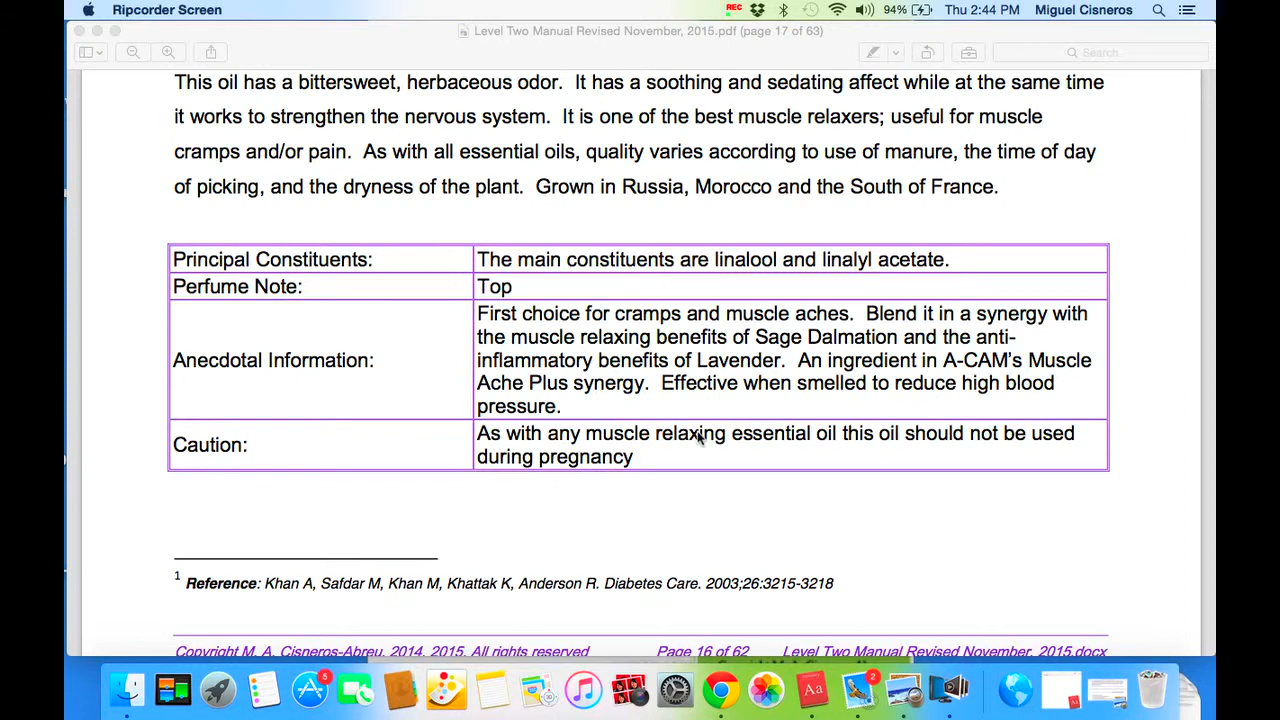 Ripcorder Screen
REC
94%
Thu 2:44 PM
Miguel Cisneros
Level Two Manual Revised November, 2015.pdf (page 17 of 63)
Search
This oil has a bittersweet, herbaceous odor.  It has a soothing and sedating affect while at the same time
it works to strengthen the nervous system.  It is one of the best muscle relaxers; useful for muscle
cramps and/or pain.  As with all essential oils, quality varies according to use of manure, the time of day
of picking, and the dryness of the plant.  Grown in Russia, Morocco and the South of France.
Principal Constituents:
The main constituents are linalool and linalyl acetate.
Perfume Note:
Top
Anecdotal Information:
First choice for cramps and muscle aches.  Blend it in a synergy with
the muscle relaxing benefits of Sage Dalmation and the anti-
inflammatory benefits of Lavender.  An ingredient in A-CAM's Muscle
Ache Plus synergy.  Effective when smelled to reduce high blood
pressure.
Caution:
As with any muscle relaxing essential oil this oil should not be used
during pregnancy
1 Reference: Khan A, Safdar M, Khan M, Khattak K, Anderson R. Diabetes Care. 2003;26:3215-3218
Copyright M. A. Cisneros-Abreu, 2014, 2015. All rights reserved
Page 16 of 62
Level Two Manual Revised November, 2015.docx
5
Aa
2